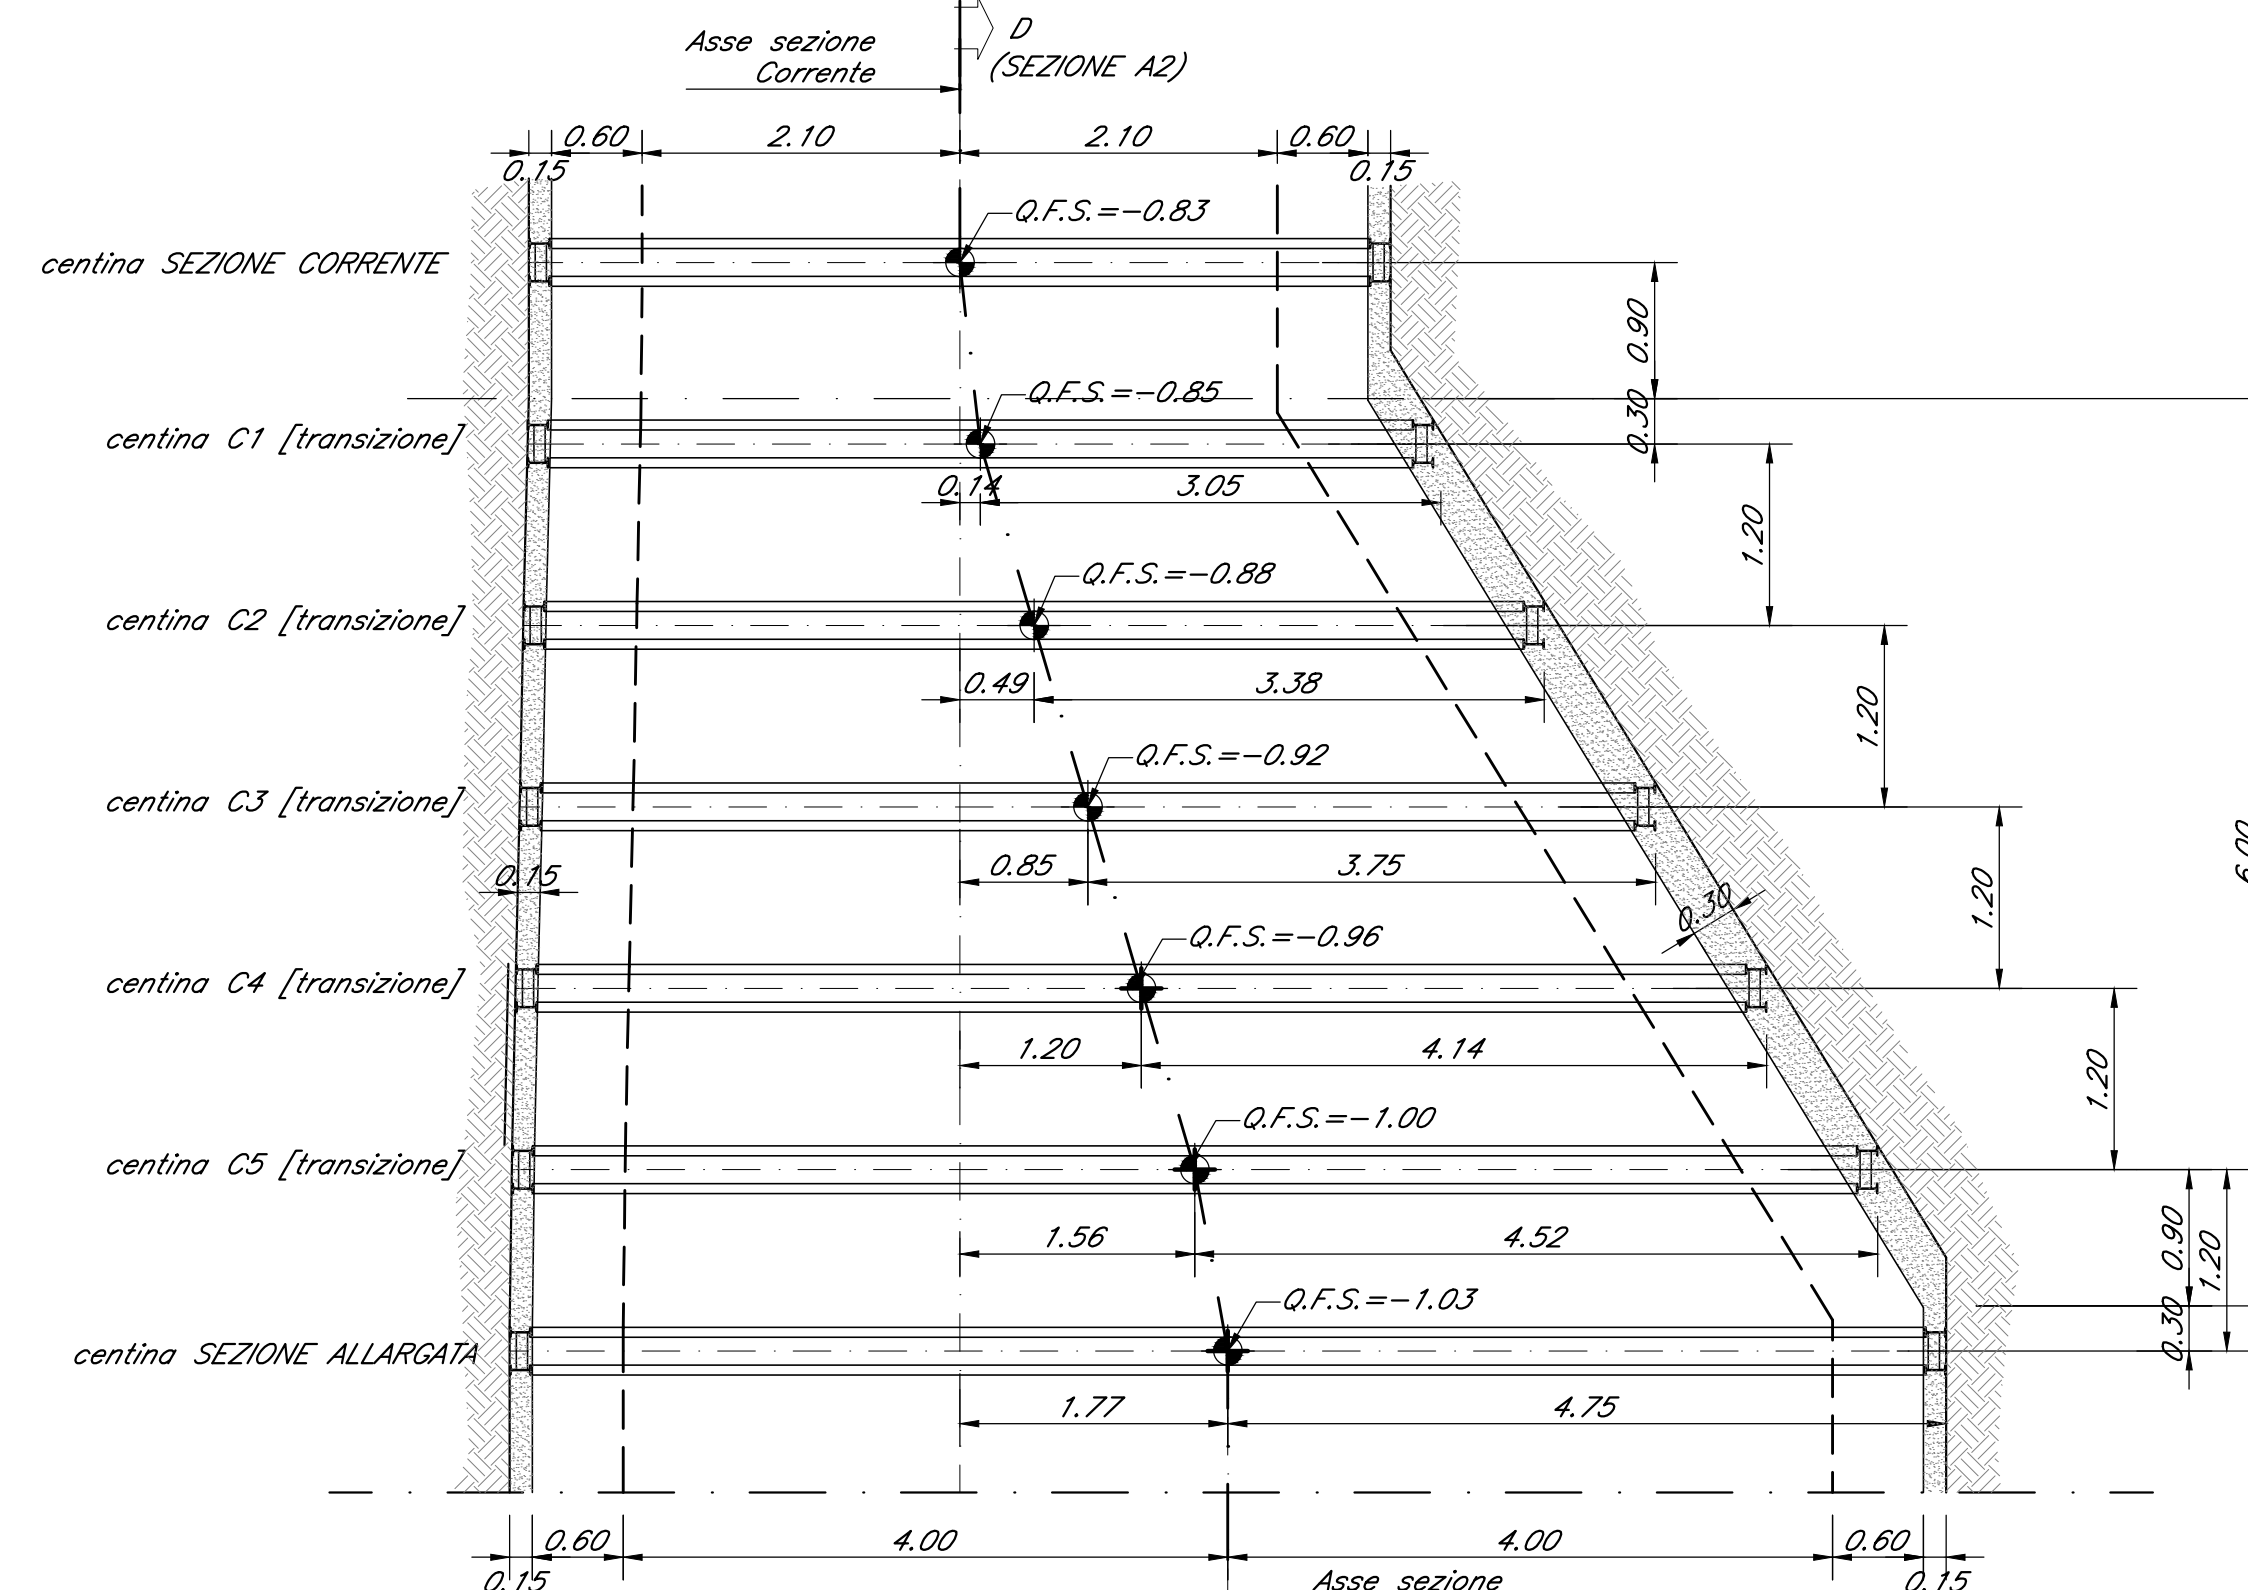 D
Asse sezione
Corrente
(SEZIONE A2)
0.60
2.10
2.10
0.60
0.15
0.15
Q.F.S.=-0.83
centina SEZIONE CORRENTE
0.90
Q.F.S.=-0.85
0.30
centina C1 [transizione]
0.14
3.05
1.20
Q.F.S.=-0.88
centina C2 [transizione]
0.49
3.38
1.20
Q.F.S.=-0.92
centina C3 [transizione]
0.85
3.75
6.00
0.15
0.30
1.20
Q.F.S.=-0.96
centina C4 [transizione]
1.20
4.14
1.20
Q.F.S.=-1.00
centina C5 [transizione]
1.56
4.52
0.90
1.20
Q.F.S.=-1.03
0.30
centina SEZIONE ALLARGATA
1.77
4.75
0.60
4.00
4.00
0.60
0.15
Asse sezione
0.15